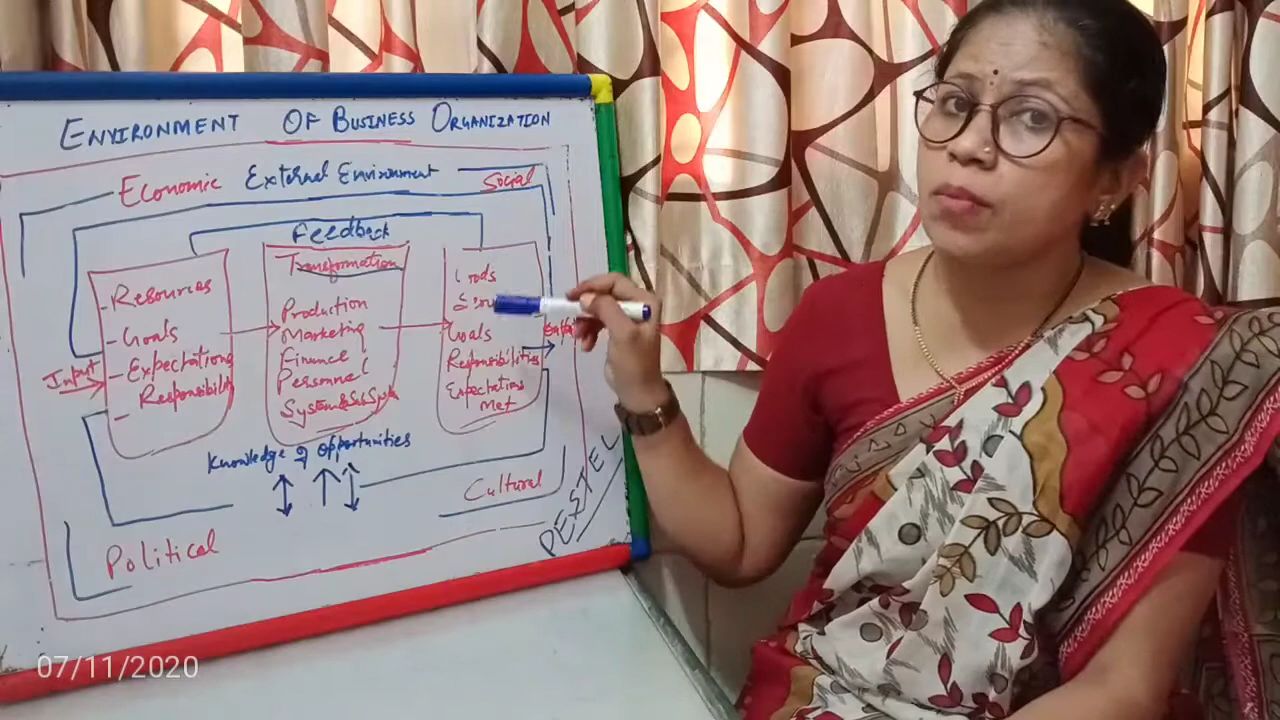 ENVIRONMENT OF BUSINESS ORGANIZATION
Economic External Environment Social
Feedback
- Resources
- Goals
- Expectations
Responsibility
-
Input
Transformation
Production
Marketing
Finance
Personnel
Goals
Responsibilities
Expectations
Met
Knowledge of opportunities
Cultural
Political
PESTEL
07/11/2020